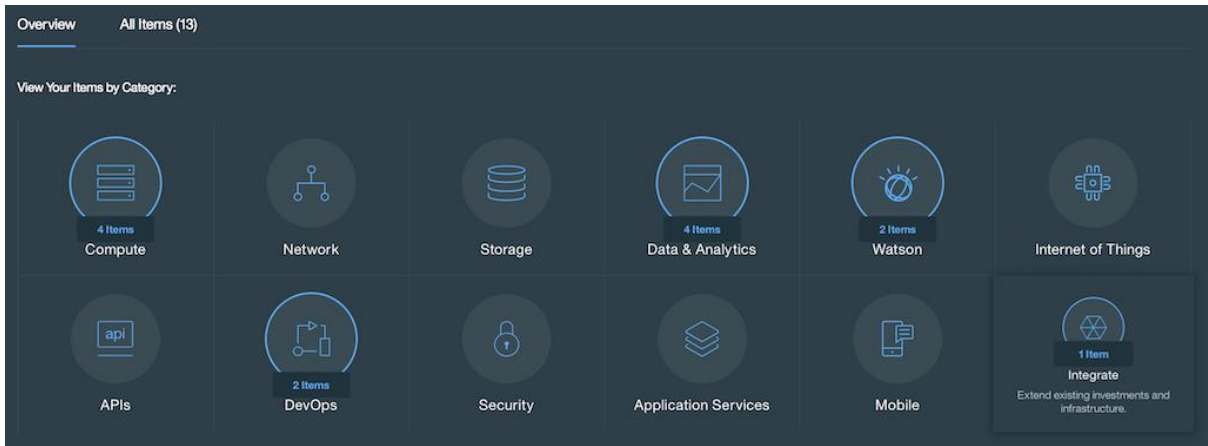 Overview All Items (13)
View Your Items by Category:
4 Items 4 Items 2 Items
Compute Network Storage Data & Analytics Watson Internet of Things
api
1 Item
2 Items Integrate
APIs DevOps Security Application Services Mobile Extend existing investments and
infrastructure.